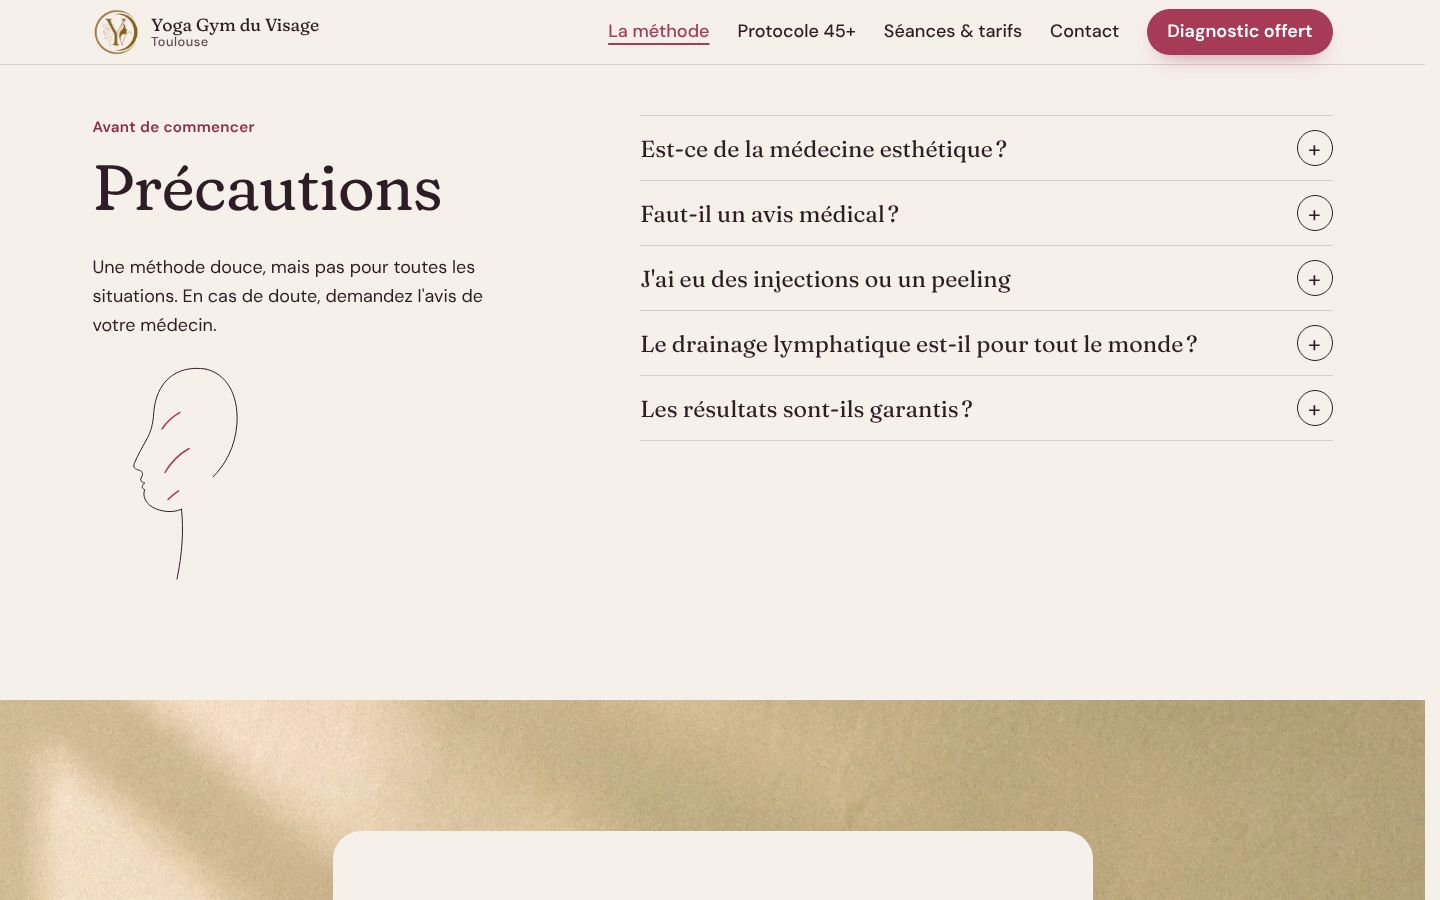 Yoga Gym du Visage
Toulouse
La méthode
Protocole 45+
Séances & tarifs
Contact
Diagnostic offert
Avant de commencer
Précautions
Une méthode douce, mais pas pour toutes les
situations. En cas de doute, demandez l'avis de
votre médecin.
Est-ce de la médecine esthétique ?
+
Faut-il un avis médical ?
+
J'ai eu des injections ou un peeling
+
Le drainage lymphatique est-il pour tout le monde ?
+
Les résultats sont-ils garantis ?
+